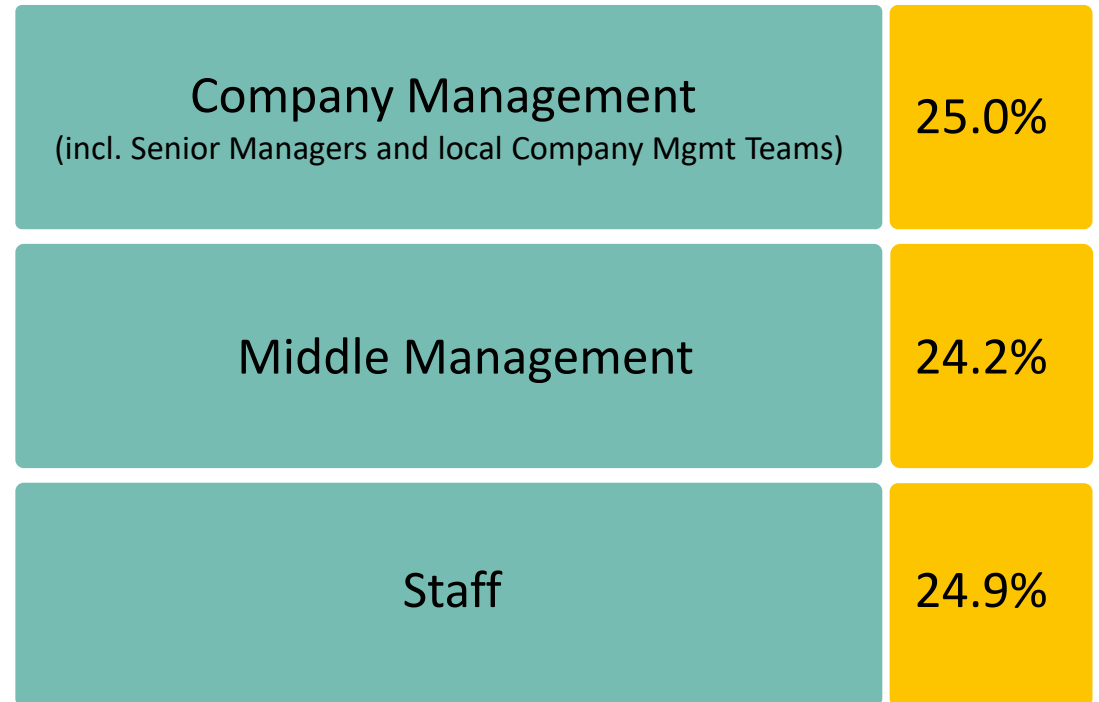 Company Management
(incl. Senior Managers and local Company Mgmt Teams)
25.0%
Middle Management
24.2%
Staff
24.9%